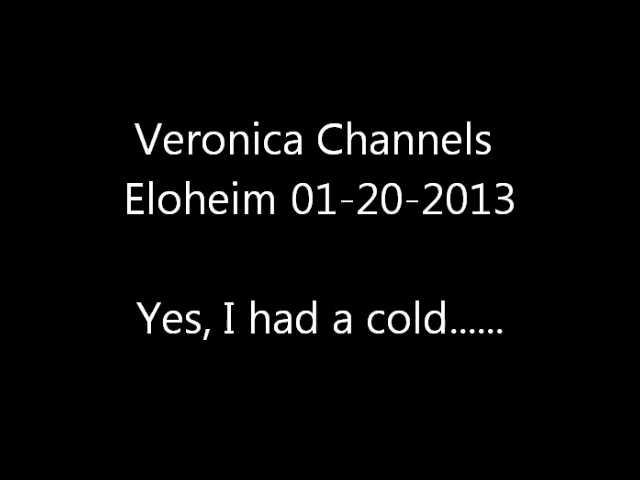 Veronica Channels
Eloheim 01-20-2013
Yes, I had a cold......